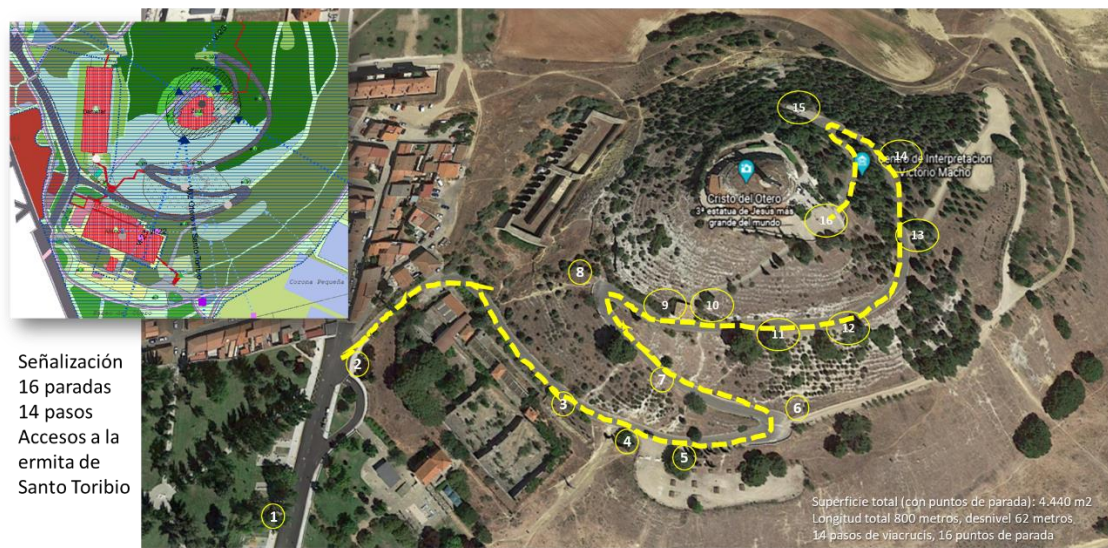 Corona Pequeña
Señalización
16 paradas
14 pasos
Accesos a la
ermita de
Santo Toribio
15
14
Centro de Interpretación
Victorio Macho
Cristo del Otero
3ª estatua de Jesús más
grande del mundo
16
13
8
9
10
11
12
2
7
3
6
4
5
1
Superficie total (con puntos de parada): 4.440 m2
Longitud total 800 metros, desnivel 62 metros
14 pasos de viacrucis, 16 puntos de parada